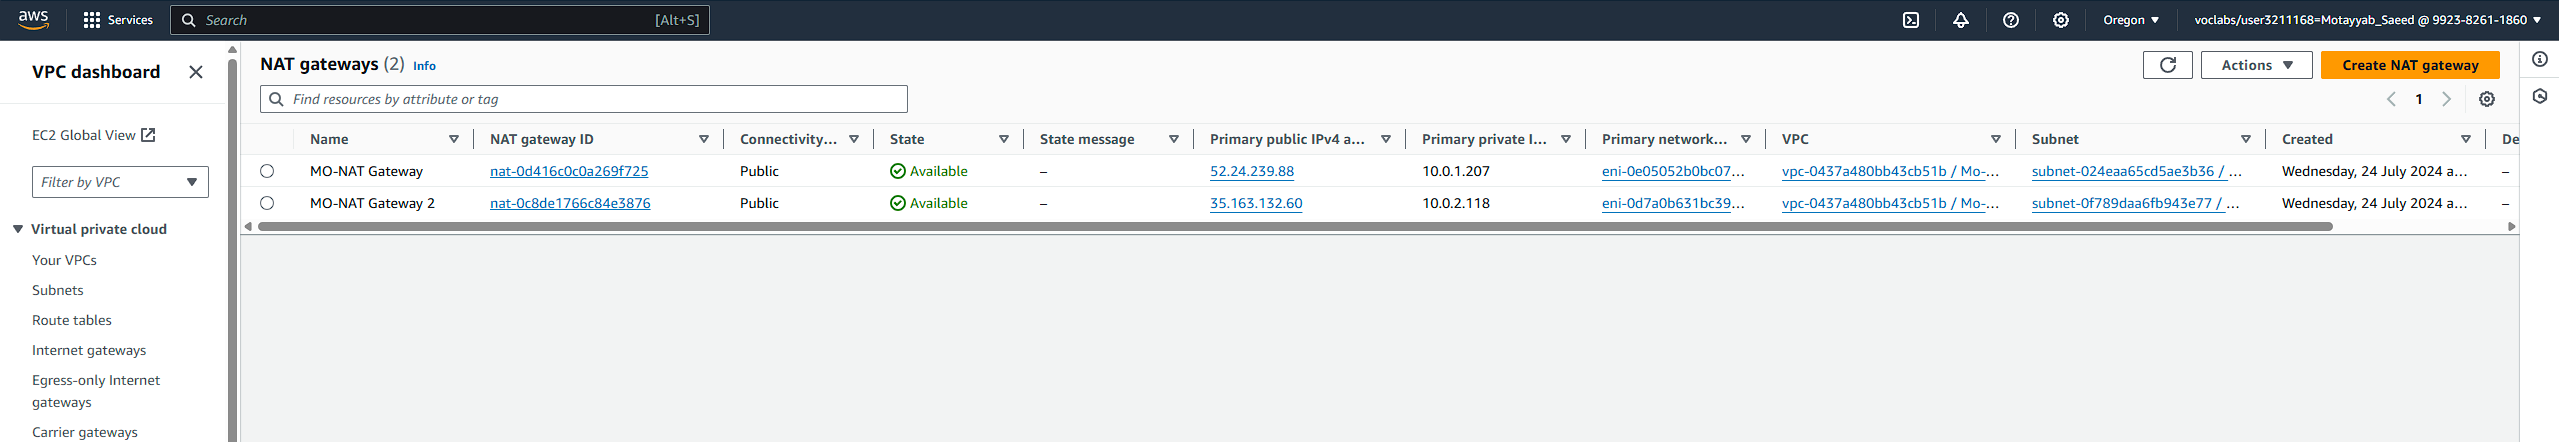 aws Services Search [Alt+S] Oregon voclabs/user3211168=Motayyab_Saeed @ 9923-8261-1860
VPC dashboard
EC2 Global View
Filter by VPC
Virtual private cloud
Your VPCs
Subnets
Route tables
Internet gateways
Egress-only Internet
gateways
Carrier gateways
NAT gateways (2) Info
Actions Create NAT gateway
Find resources by attribute or tag
1
Name NAT gateway ID Connectivity... State State message Primary public IPv4 a... Primary private I... Primary network... VPC Subnet Created De
MO-NAT Gateway nat-0d416c0c0a269f725 Public Available – 52.24.239.88 10.0.1.207 eni-0e05052b0bc07... vpc-0437a480bb43cb51b / Mo-... subnet-024eaa65cd5ae3b36 / ... Wednesday, 24 July 2024 a... –
MO-NAT Gateway 2 nat-0c8de1766c84e3876 Public Available – 35.163.132.60 10.0.2.118 eni-0d7a0b631bc39... vpc-0437a480bb43cb51b / Mo-... subnet-0f789daa6fb943e77 / ... Wednesday, 24 July 2024 a... –